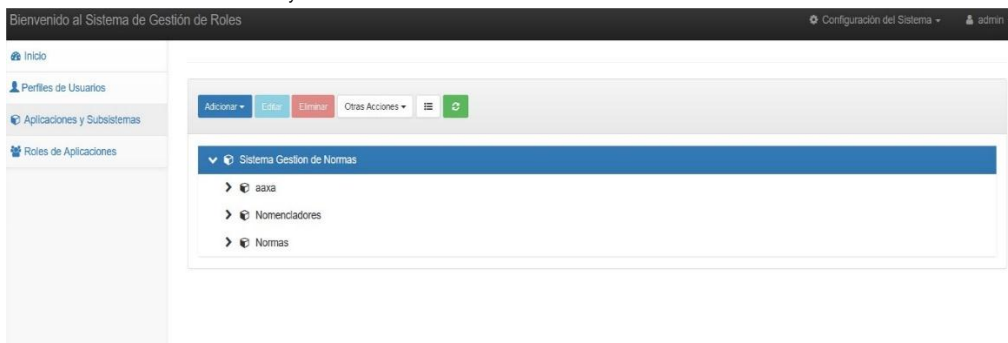 Bienvenido al Sistema de Gestión de Roles
Configuración del Sistema
admin
Inicio
Perfiles de Usuarios
Aplicaciones y Subsistemas
Roles de Aplicaciones
Adicionar
Editar
Eliminar
Otras Acciones
Sistema Gestion de Normas
aaxa
Nomencladores
Normas